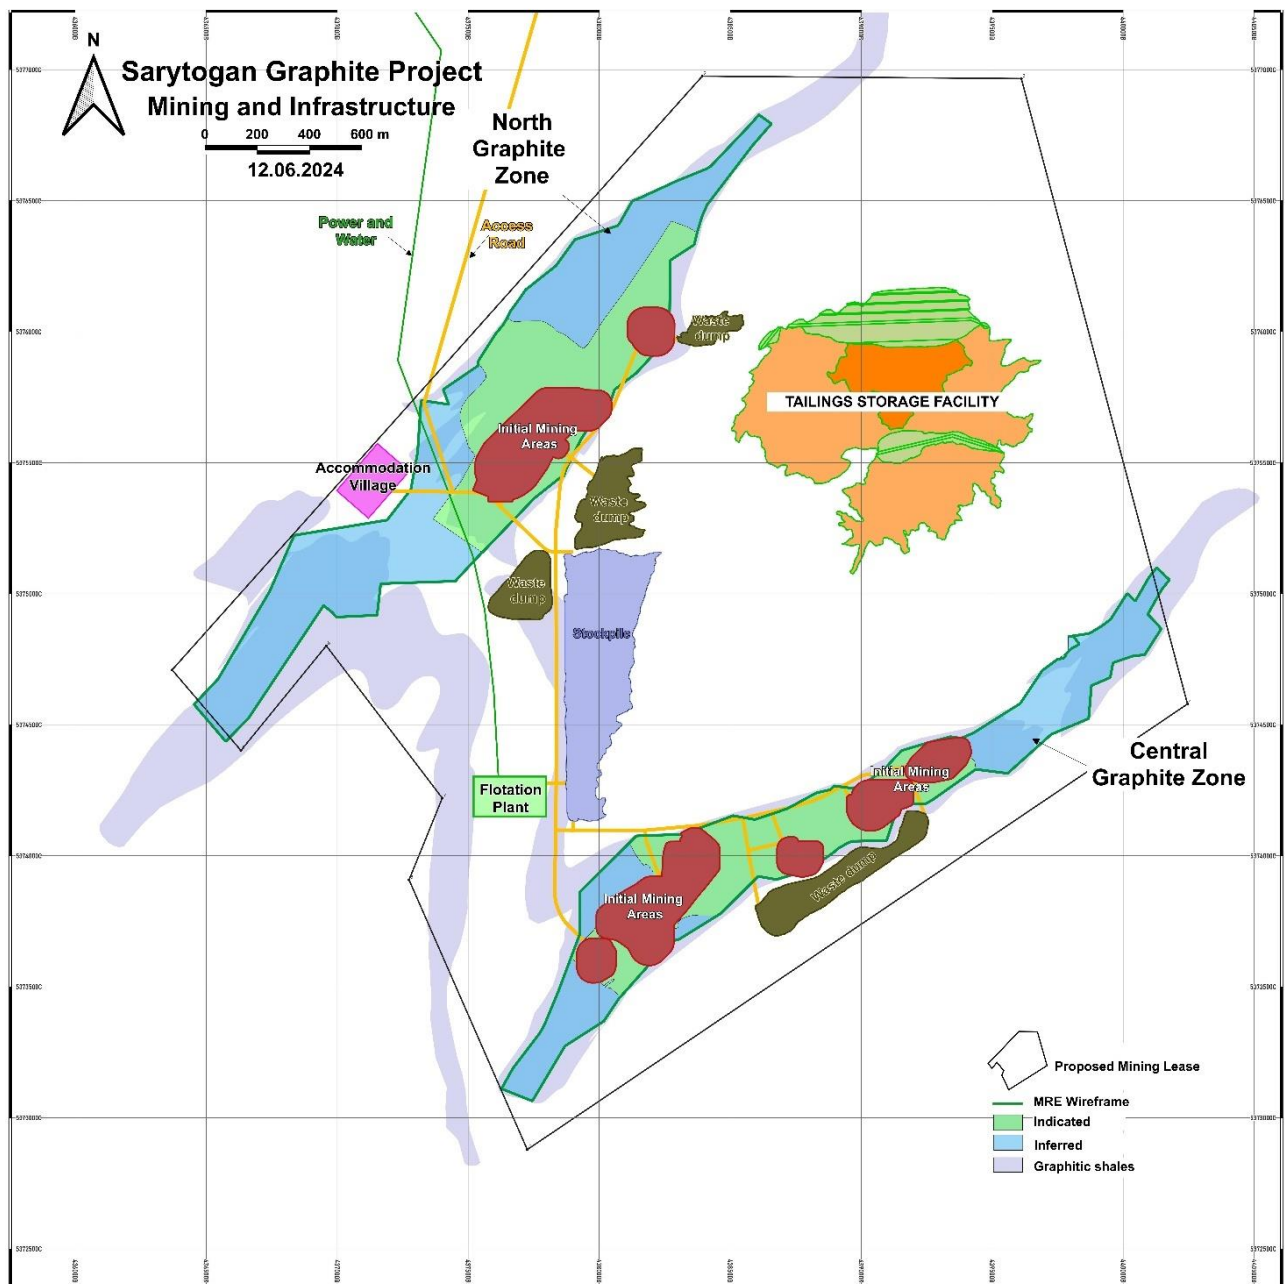 N
Sarytogan Graphite Project
Mining and Infrastructure
0 200 400 600 m
12.06.2024
North
Graphite
Zone
Power and
Water
Access
Road
Waste
dump
TAILINGS STORAGE FACILITY
Initial Mining
Areas
Accommodation
Village
Waste
dump
Waste
dump
Stockpile
Central
Graphite Zone
Initial Mining
Areas
Flotation
Plant
Waste dump
Initial Mining
Areas
Proposed Mining Lease
MRE Wireframe
Indicated
Inferred
Graphitic shales